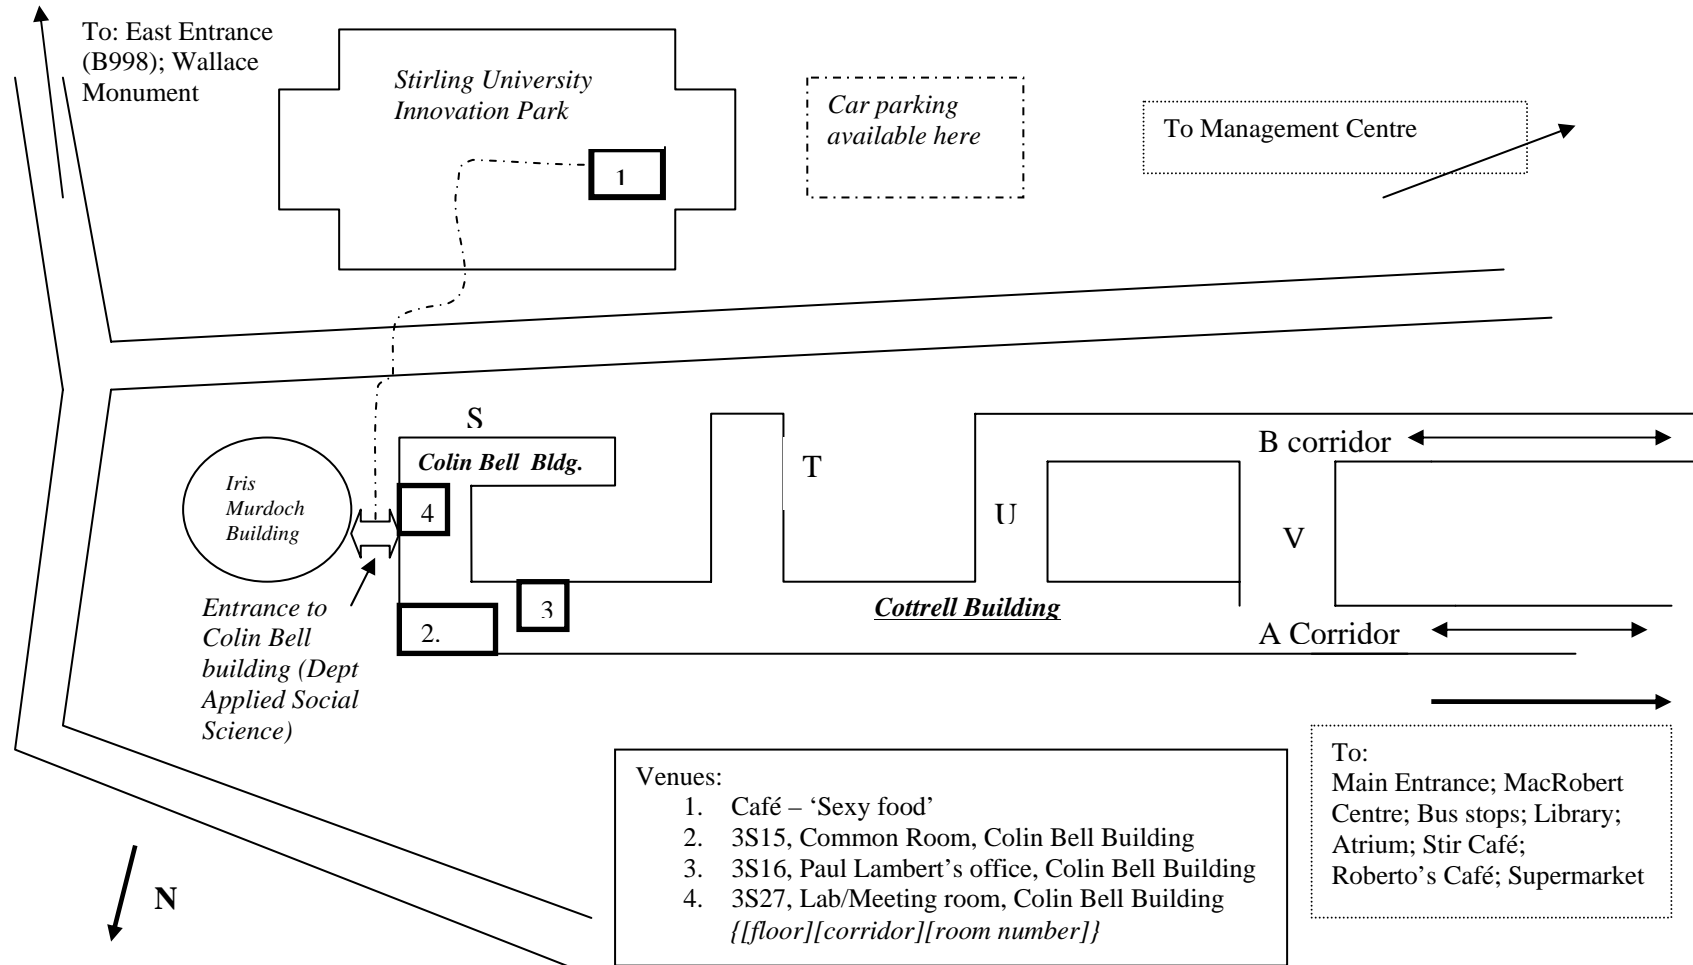 To: East Entrance
(B998); Wallace
Monument
Stirling University
Innovation Park
1
Car parking
available here
To Management Centre
S
Colin Bell Bldg.
Iris
Murdoch
Building
4
T
U
B corridor
V
Entrance to
Colin Bell
building (Dept
Applied Social
Science)
2.
3
Cottrell Building
A Corridor
N
Venues:
1. Café – ‘Sexy food’
2. 3S15, Common Room, Colin Bell Building
3. 3S16, Paul Lambert’s office, Colin Bell Building
4. 3S27, Lab/Meeting room, Colin Bell Building
{[floor][corridor][room number]}
To:
Main Entrance; MacRobert
Centre; Bus stops; Library;
Atrium; Stir Café;
Roberto’s Café; Supermarket